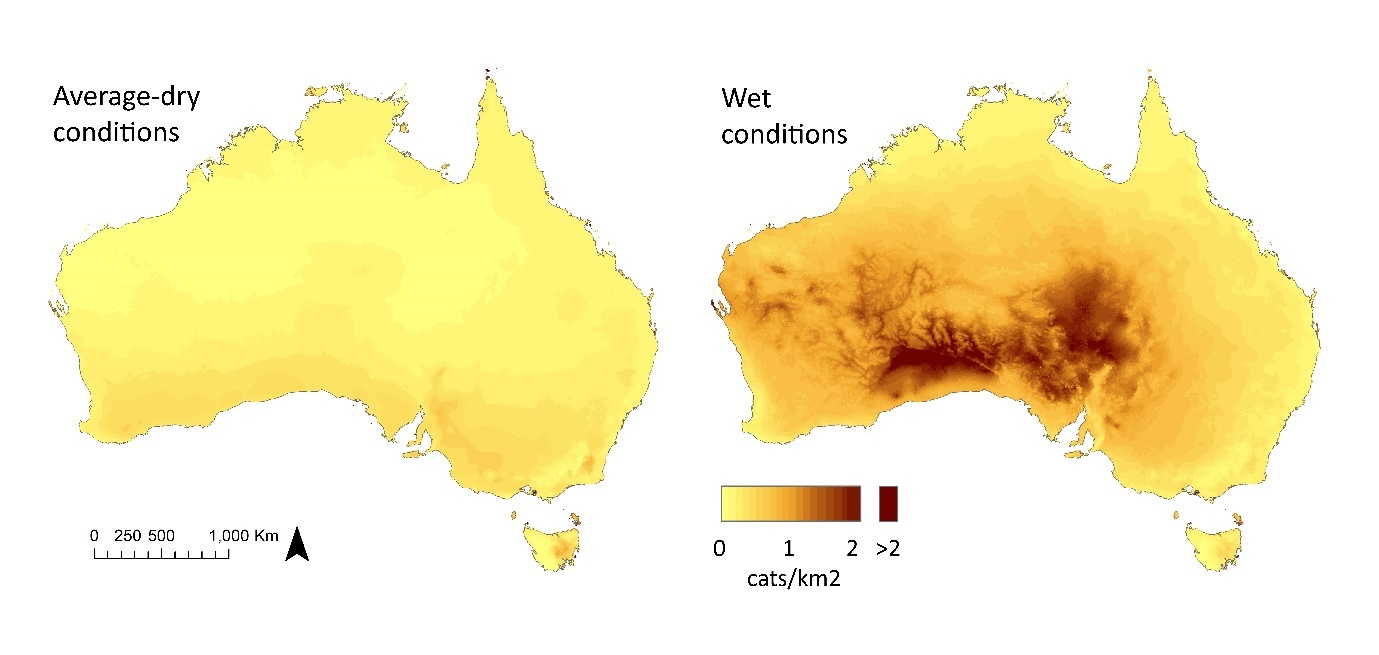 Average-dry
conditions
Wet
conditions
0 250 500 1,000 Km
0 1 2 >2
cats/km2